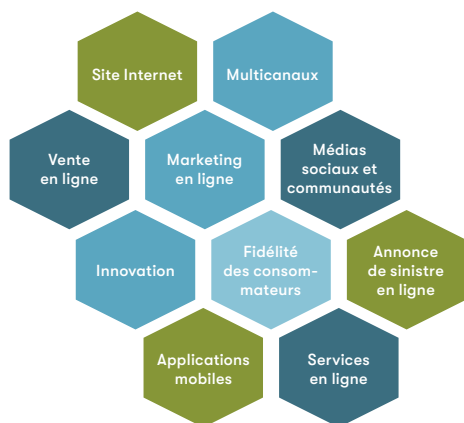 Site Internet
Multicanaux
Vente
en ligne
Marketing
en ligne
Médias
sociaux et
communautés
Innovation
Fidélité
des consom-
mateurs
Annonce
de sinistre
en ligne
Applications
mobiles
Services
en ligne